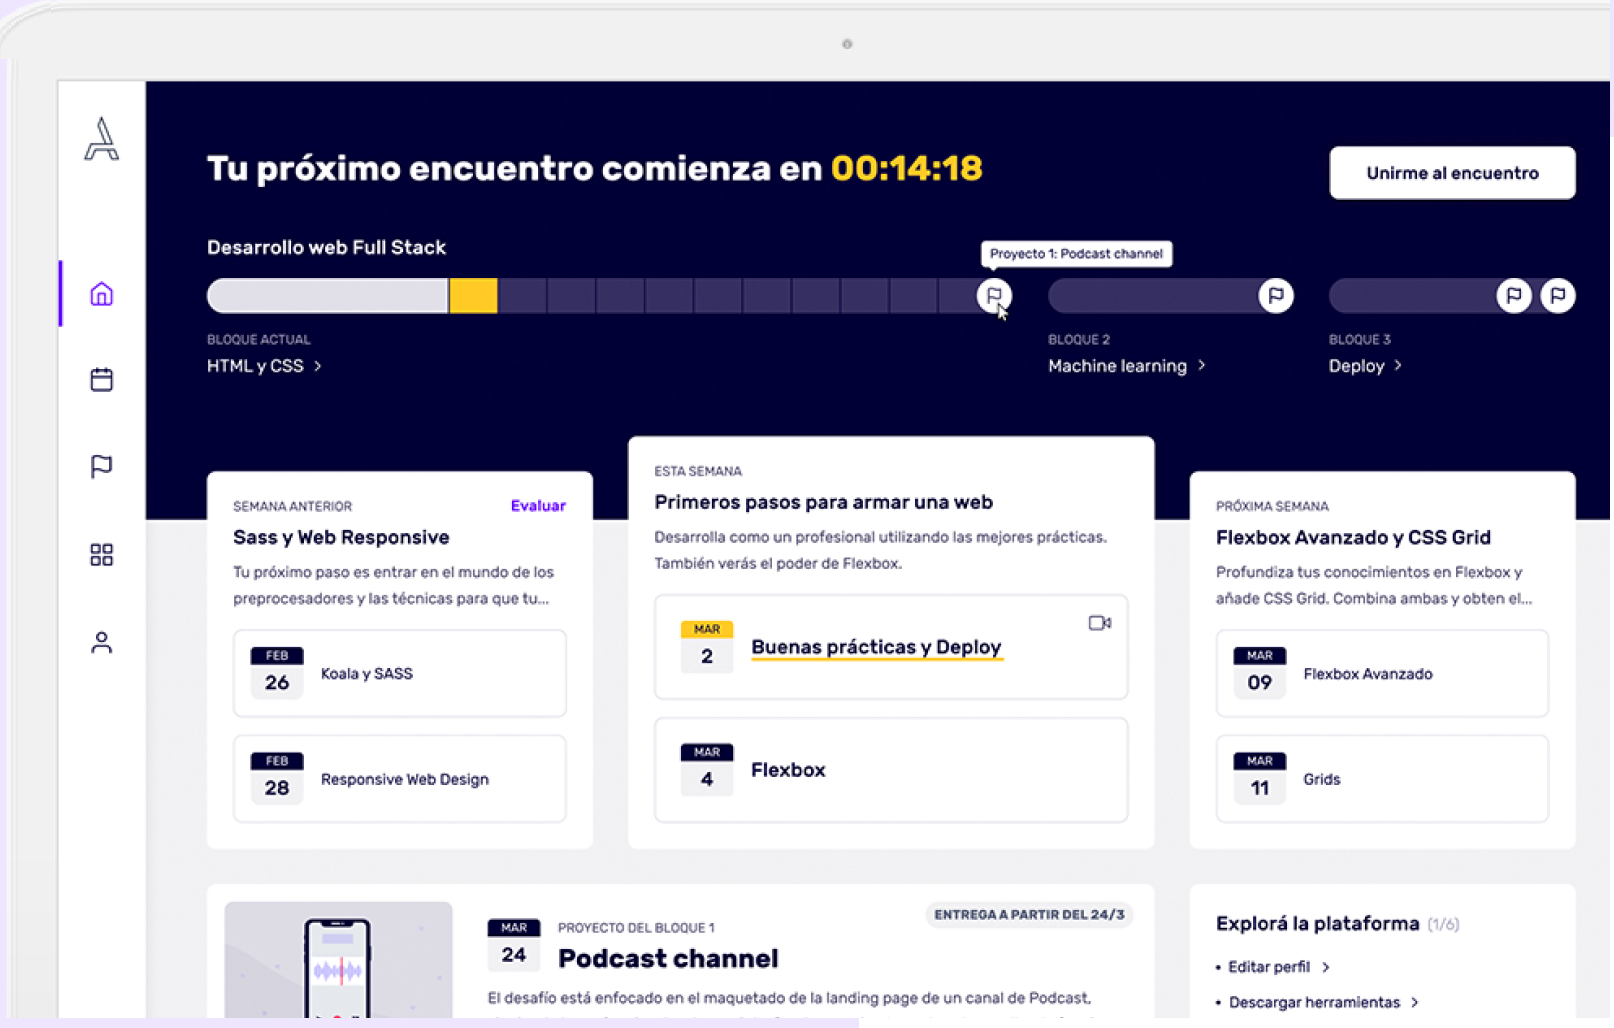 Tu próximo encuentro comienza en 00:14:18
Unirme al encuentro
Desarrollo web Full Stack
Proyecto 1: Podcast channel
BLOQUE ACTUAL
HTML y CSS
BLOQUE 2
Machine learning
BLOQUE 3
Deploy
SEMANA ANTERIOR
Evaluar
Sass y Web Responsive
Tu próximo paso es entrar en el mundo de los
preprocesadores y las técnicas para que tu...
FEB
26
Koala y SASS
FEB
28
Responsive Web Design
ESTA SEMANA
Primeros pasos para armar una web
Desarrolla como un profesional utilizando las mejores prácticas.
También verás el poder de Flexbox.
MAR
2
Buenas prácticas y Deploy
MAR
4
Flexbox
PRÓXIMA SEMANA
Flexbox Avanzado y CSS Grid
Profundiza tus conocimientos en Flexbox y
añade CSS Grid. Combina ambas y obten el...
MAR
09
Flexbox Avanzado
MAR
11
Grids
ENTREGA A PARTIR DEL 24/3
MAR
24
PROYECTO DEL BLOQUE 1
Podcast channel
El desafío está enfocado en el maquetado de la landing page de un canal de Podcast,
Explorá la plataforma (1/6)
• Editar perfil
• Descargar herramientas